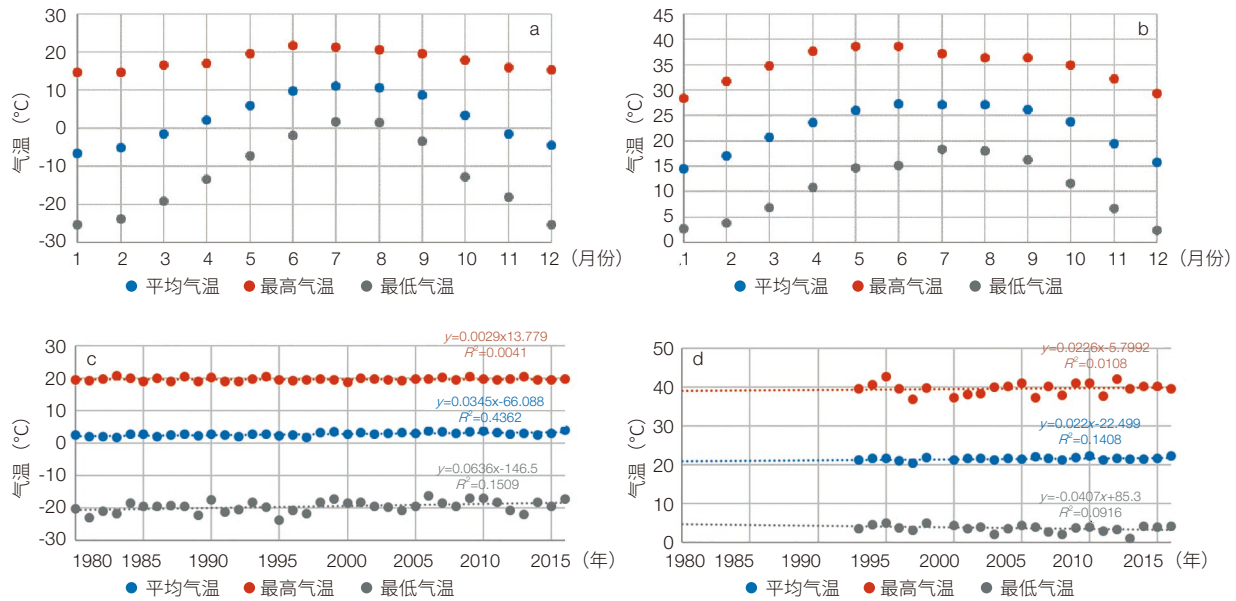 a
30
20
10
0
-10
-20
-30
气温（°C）
1 2 3 4 5 6 7 8 9 10 11 12 （月份）
平均气温 最高气温 最低气温
b
45
40
35
30
25
20
15
10
5
0
气温（°C）
.1 2 3 4 5 6 7 8 9 10 11 12 （月份）
平均气温 最高气温 最低气温
c
30
20
10
0
-10
-20
-30
气温（°C）
y=0.0029x13.779
R²=0.0041
y=0.0345x-66.088
R²=0.4362
y=0.0636x-146.5
R²=0.1509
1980 1985 1990 1995 2000 2005 2010 2015 （年）
平均气温 最高气温 最低气温
d
50
40
30
20
10
0
气温（°C）
y=0.0226x-5.7992
R²=0.0108
y=0.022x-22.499
R²=0.1408
y=-0.0407x+85.3
R²=0.0916
1980 1985 1990 1995 2000 2005 2010 2015 （年）
平均气温 最高气温 最低气温